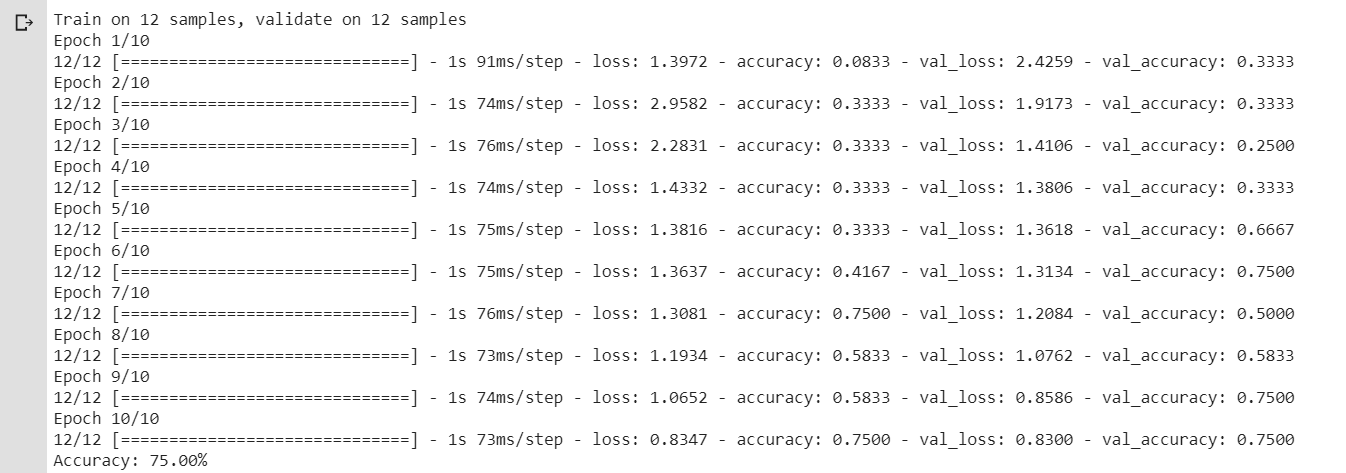 Train on 12 samples, validate on 12 samples
Epoch 1/10
12/12 [==============================] - 1s 91ms/step - loss: 1.3972 - accuracy: 0.0833 - val_loss: 2.4259 - val_accuracy: 0.3333
Epoch 2/10
12/12 [==============================] - 1s 74ms/step - loss: 2.9582 - accuracy: 0.3333 - val_loss: 1.9173 - val_accuracy: 0.3333
Epoch 3/10
12/12 [==============================] - 1s 76ms/step - loss: 2.2831 - accuracy: 0.3333 - val_loss: 1.4106 - val_accuracy: 0.2500
Epoch 4/10
12/12 [==============================] - 1s 74ms/step - loss: 1.4332 - accuracy: 0.3333 - val_loss: 1.3806 - val_accuracy: 0.3333
Epoch 5/10
12/12 [==============================] - 1s 75ms/step - loss: 1.3816 - accuracy: 0.3333 - val_loss: 1.3618 - val_accuracy: 0.6667
Epoch 6/10
12/12 [==============================] - 1s 75ms/step - loss: 1.3637 - accuracy: 0.4167 - val_loss: 1.3134 - val_accuracy: 0.7500
Epoch 7/10
12/12 [==============================] - 1s 76ms/step - loss: 1.3081 - accuracy: 0.7500 - val_loss: 1.2084 - val_accuracy: 0.5000
Epoch 8/10
12/12 [==============================] - 1s 73ms/step - loss: 1.1934 - accuracy: 0.5833 - val_loss: 1.0762 - val_accuracy: 0.5833
Epoch 9/10
12/12 [==============================] - 1s 74ms/step - loss: 1.0652 - accuracy: 0.5833 - val_loss: 0.8586 - val_accuracy: 0.7500
Epoch 10/10
12/12 [==============================] - 1s 73ms/step - loss: 0.8347 - accuracy: 0.7500 - val_loss: 0.8300 - val_accuracy: 0.7500
Accuracy: 75.00%